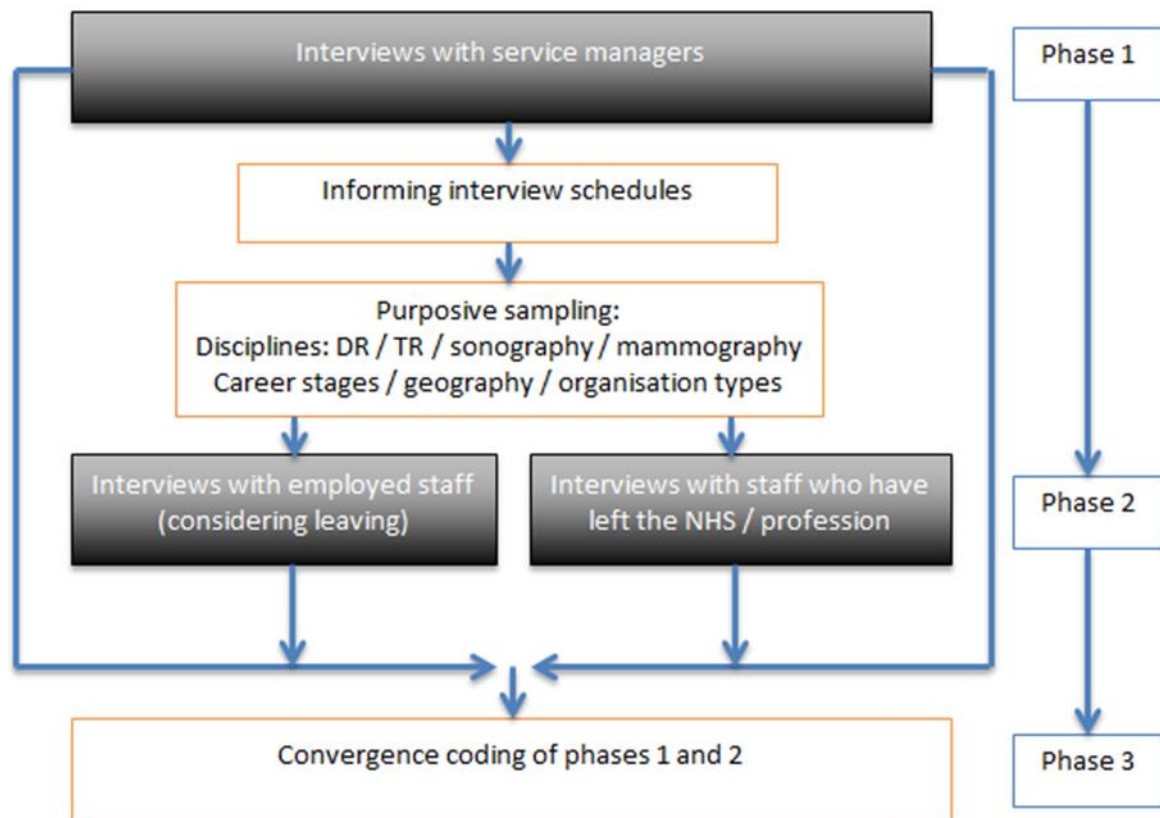 Interviews with service managers
Phase 1
Informing interview schedules
Purposive sampling:
Disciplines: DR / TR / sonography / mammography
Career stages / geography / organisation types
Interviews with employed staff
(considering leaving)
Interviews with staff who have
left the NHS / profession
Phase 2
Convergence coding of phases 1 and 2
Phase 3